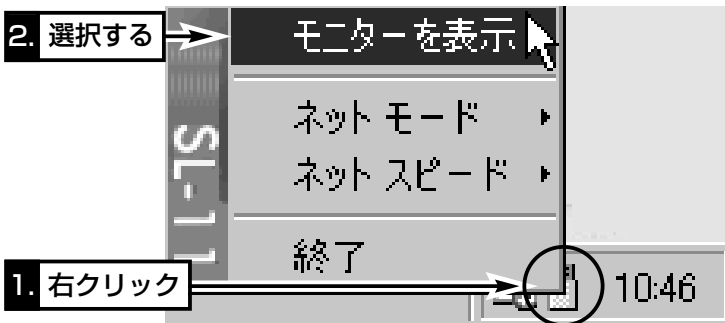 2. 選択する
モニターを表示
ネット モード
ネット スピード
終了
SL-11
1. 右クリック
10:46